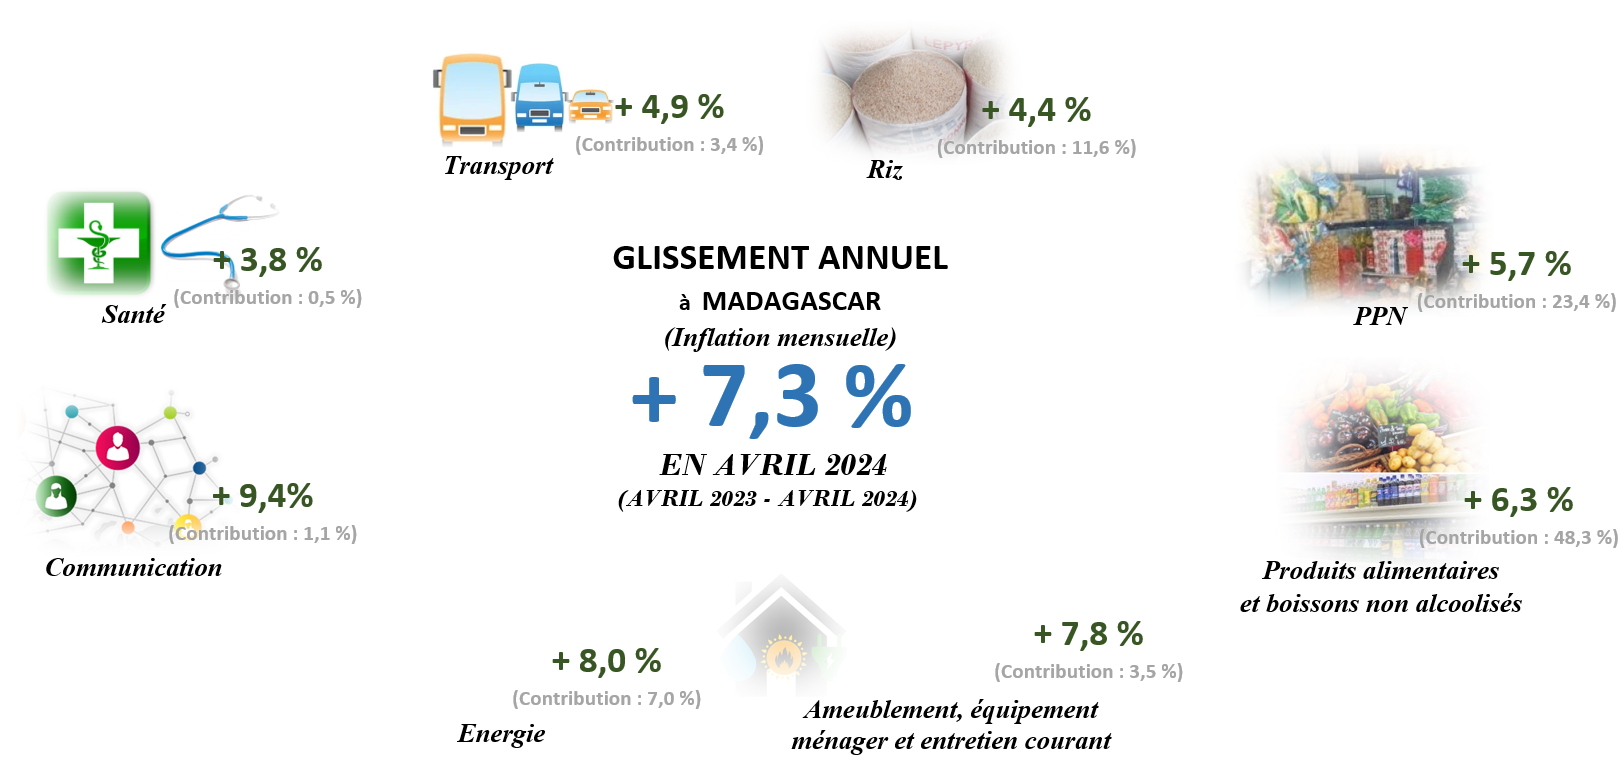 + 4,9 %
(Contribution : 3,4 %)
Transport
+ 4,4 %
(Contribution : 11,6 %)
Riz
+ 3,8 %
(Contribution : 0,5 %)
Santé
GLISSEMENT ANNUEL
à MADAGASCAR
(Inflation mensuelle)
+ 7,3 %
EN AVRIL 2024
(AVRIL 2023 - AVRIL 2024)
+ 5,7 %
(Contribution : 23,4 %)
PPN
+ 9,4%
(Contribution : 1,1 %)
Communication
+ 6,3 %
(Contribution : 48,3 %)
Produits alimentaires
et boissons non alcoolisés
+ 8,0 %
(Contribution : 7,0 %)
Energie
+ 7,8 %
(Contribution : 3,5 %)
Ameublement, équipement
ménager et entretien courant